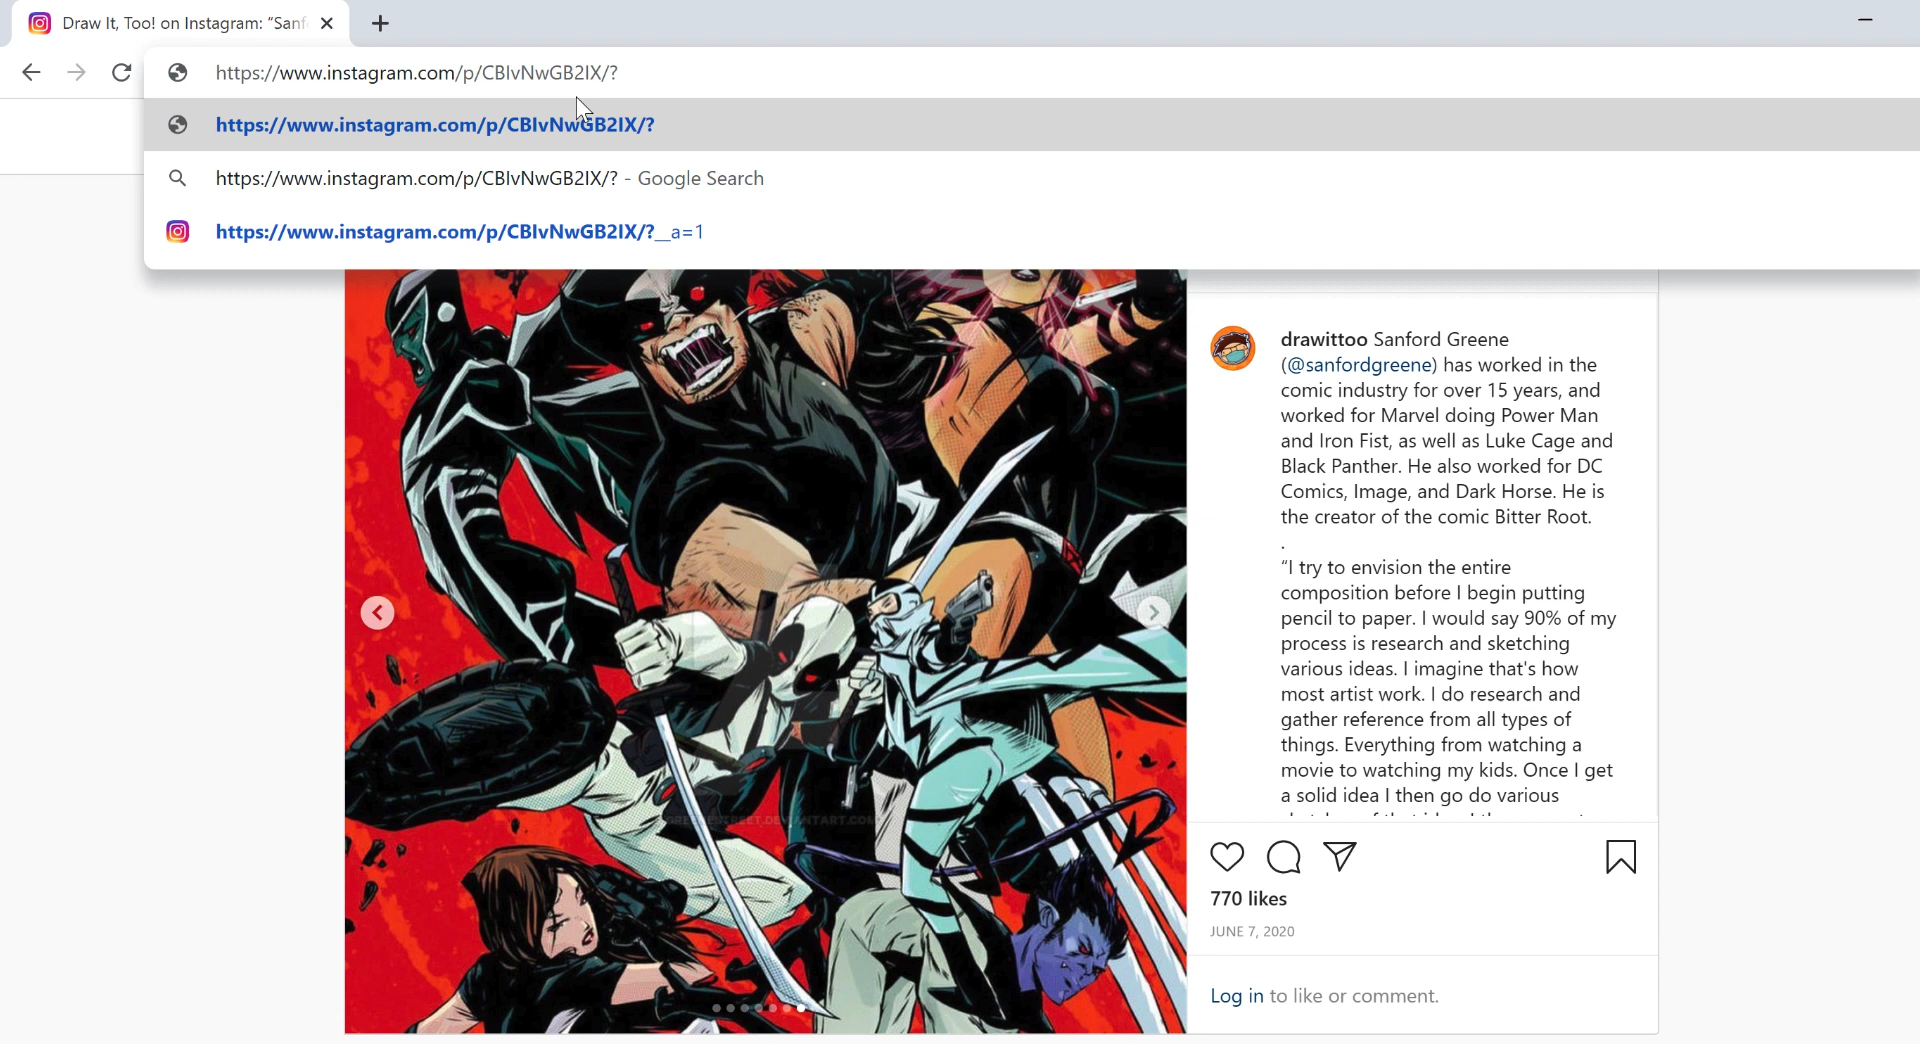 Draw It, Too! on Instagram: “Sanf
https://www.instagram.com/p/CBIvNwGB2IX/?
https://www.instagram.com/p/CBIvNwGB2IX/?
https://www.instagram.com/p/CBIvNwGB2IX/? - Google Search
https://www.instagram.com/p/CBIvNwGB2IX/?__a=1
drawittoo Sanford Greene
(@sanfordgreene) has worked in the
comic industry for over 15 years, and
worked for Marvel doing Power Man
and Iron Fist, as well as Luke Cage and
Black Panther. He also worked for DC
Comics, Image, and Dark Horse. He is
the creator of the comic Bitter Root.
.
“I try to envision the entire
composition before I begin putting
pencil to paper. I would say 90% of my
process is research and sketching
various ideas. I imagine that's how
most artist work. I do research and
gather reference from all types of
things. Everything from watching a
movie to watching my kids. Once I get
a solid idea I then go do various
GREENESTREET.DEVIANTART.COM
770 likes
JUNE 7, 2020
Log in to like or comment.